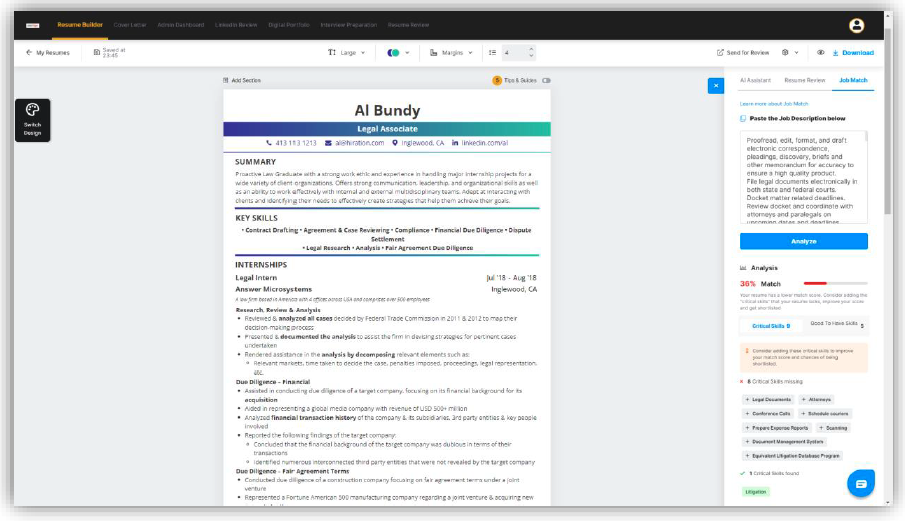 Resume Builder Cover Letter Admin Dashboard LinkedIn Review Digital Portfolio Interview Preparation Resume Review
My Resumes Saved at 23:45 Large Margins 4 Send for Review Download
Switch Design
Add Section 5 Tips & Guides
Al Bundy
Legal Associate
413 113 1213 al@hiration.com Inglewood, CA linkedin.com/al
SUMMARY
Proactive Law Graduate with a strong work ethic and experience in handling major internship projects for a
wide variety of client organizations. Offers strong communication, leadership, and organizational skills as well
as an ability to work effectively with internal and external multidisciplinary teams. Adept at interacting with
clients and identifying their needs to effectively create strategies that help them achieve their goals.
KEY SKILLS
• Contract Drafting • Agreement & Case Reviewing • Compliance • Financial Due Diligence • Dispute
Settlement
• Legal Research • Analysis • Fair Agreement Due Diligence
INTERNSHIPS
Legal Intern Jul '18 - Aug '18
Answer Microsystems Inglewood, CA
A law firm based in America with 4 offices across USA and comprises over 500 employees
Research, Review & Analysis
• Reviewed & analyzed all cases decided by Federal Trade Commission in 2011 & 2012 to map their
decision-making process
• Presented & documented the analysis to assist the firm in devising strategies for pertinent cases
undertaken
• Rendered assistance in the analysis by decomposing relevant elements such as:
Relevant markets, time taken to decide the case, penalties imposed, proceedings, legal representation,
etc.
Due Diligence - Financial
• Assisted in conducting due diligence of a target company, focusing on its financial background for its
acquisition
• Aided in representing a global media company with revenue of USD 500+ million
• Analyzed financial transaction history of the company & its subsidiaries, 3rd party entities & key people
involved
• Reported the following findings of the target company:
Concluded that the financial background of the target company was dubious in terms of their
transactions
Identified numerous interconnected third party entities that were not revealed by the target company
Due Diligence - Fair Agreement Terms
• Conducted due diligence of a construction company focusing on fair agreement terms under a joint
venture
• Represented a Fortune American 500 manufacturing company regarding a joint venture & acquiring new
AI Assistant Resume Review Job Match
Learn more about Job Match
Paste the Job Description below
Proofread, edit, format, and draft
electronic correspondence,
pleadings, discovery, briefs and
other memorandum for accuracy to
ensure a high quality product.
File legal documents electronically in
both state and federal courts.
Docket matter related deadlines.
Review docket and coordinate with
attorneys and paralegals on
upcoming dates and deadlines
Analyze
Analysis
36% Match
Your resume has a lower match score. Consider adding the
"critical skills" that your resume lacks, improve your score
and get shortlisted.
Critical Skills 9 Good To Have Skills 5
Consider adding these critical skills to improve
your match score and chances of being
shortlisted.
8 Critical Skills missing
+ Legal Documents + Attorneys
+ Conference Calls + Schedule couriers
+ Prepare Expense Reports + Scanning
+ Document Management System
+ Equivalent Litigation Database Program
1 Critical Skills found
Litigation